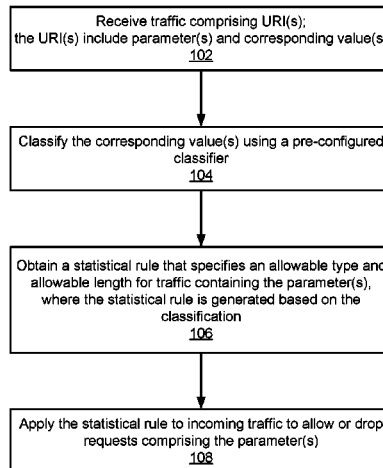 Receive traffic comprising URI(s);
the URI(s) include parameter(s) and corresponding value(s
102
Classify the corresponding value(s) using a pre-configured
classifier
104
Obtain a statistical rule that specifies an allowable type and
allowable length for traffic containing the parameter(s),
where the statistical rule is generated based on the
classification
106
Apply the statistical rule to incoming traffic to allow or drop
requests comprising the parameter(s)
108